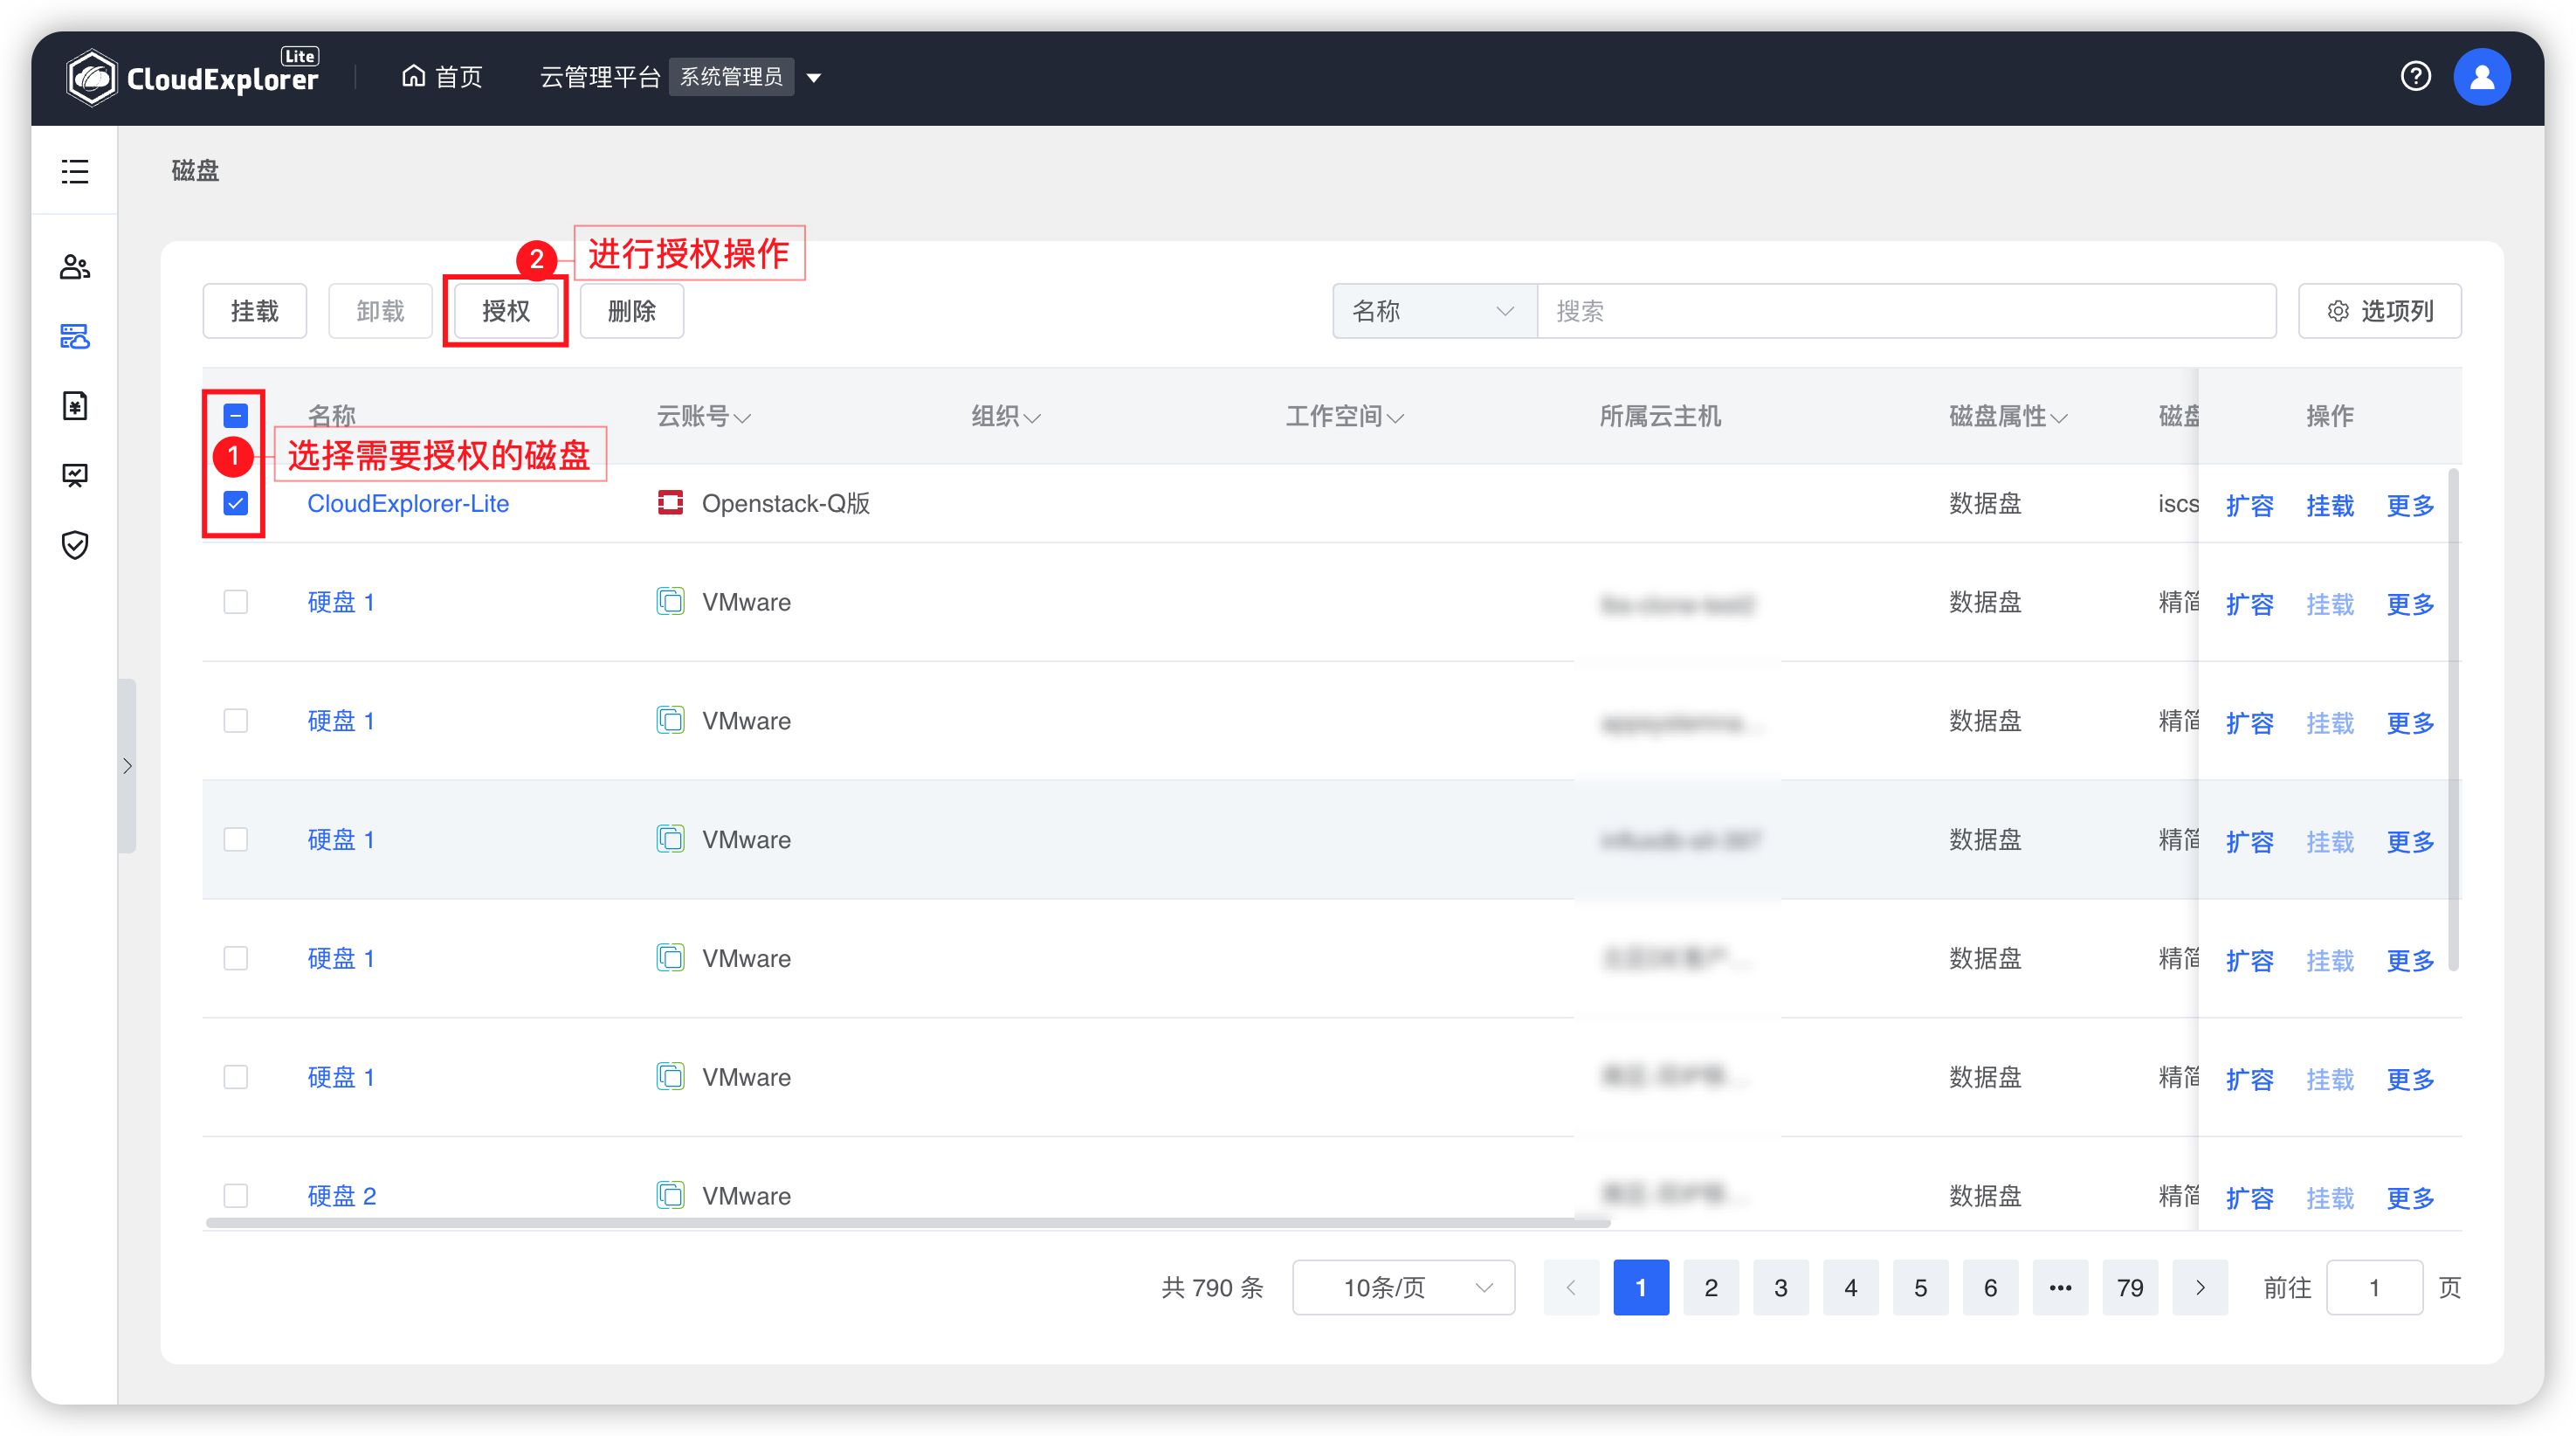 CloudExplorer Lite 首页 云管理平台 系统管理员
磁盘
2 进行授权操作
挂载 卸载 授权 删除 名称 搜索 选项列
名称 云账号 组织 工作空间 所属云主机 磁盘属性 磁盘 操作
1 选择需要授权的磁盘
CloudExplorer-Lite Openstack-Q版 数据盘 iscs 扩容 挂载 更多
硬盘 1 VMware 数据盘 精简 扩容 挂载 更多
硬盘 1 VMware 数据盘 精简 扩容 挂载 更多
硬盘 1 VMware 数据盘 精简 扩容 挂载 更多
硬盘 1 VMware 数据盘 精简 扩容 挂载 更多
硬盘 1 VMware 数据盘 精简 扩容 挂载 更多
硬盘 2 VMware 数据盘 精简 扩容 挂载 更多
共 790 条 10条/页 1 2 3 4 5 6 ••• 79 前往 1 页